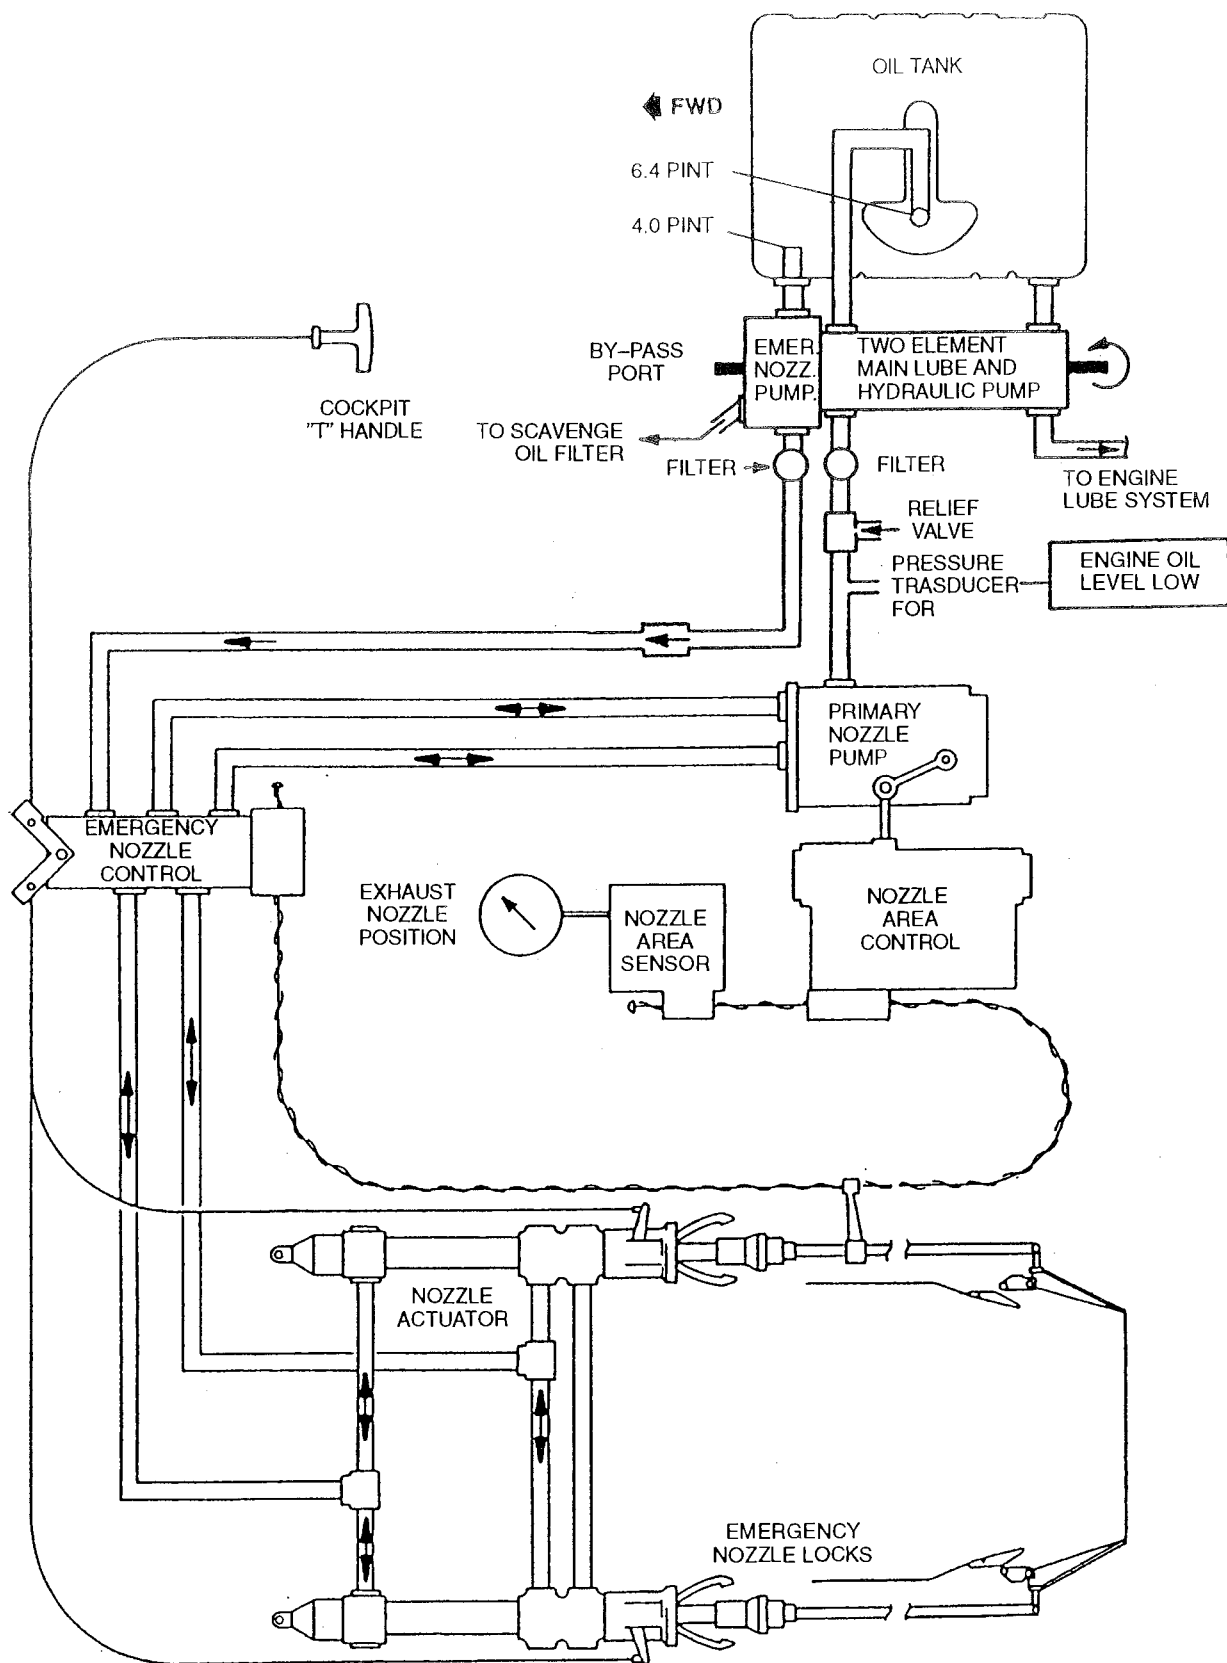 OIL TANK
FWD
6.4 PINT
4.0 PINT
BY-PASS
PORT
EMER.
NOZZ.
PUMP.
TWO ELEMENT
MAIN LUBE AND
HYDRAULIC PUMP
COCKPIT
"T" HANDLE
TO SCAVENGE
OIL FILTER
FILTER
FILTER
TO ENGINE
LUBE SYSTEM
RELIEF
VALVE
PRESSURE
TRASDUCER
FOR
ENGINE OIL
LEVEL LOW
PRIMARY
NOZZLE
PUMP
EMERGENCY
NOZZLE
CONTROL
EXHAUST
NOZZLE
POSITION
NOZZLE
AREA
SENSOR
NOZZLE
AREA
CONTROL
NOZZLE
ACTUATOR
EMERGENCY
NOZZLE LOCKS